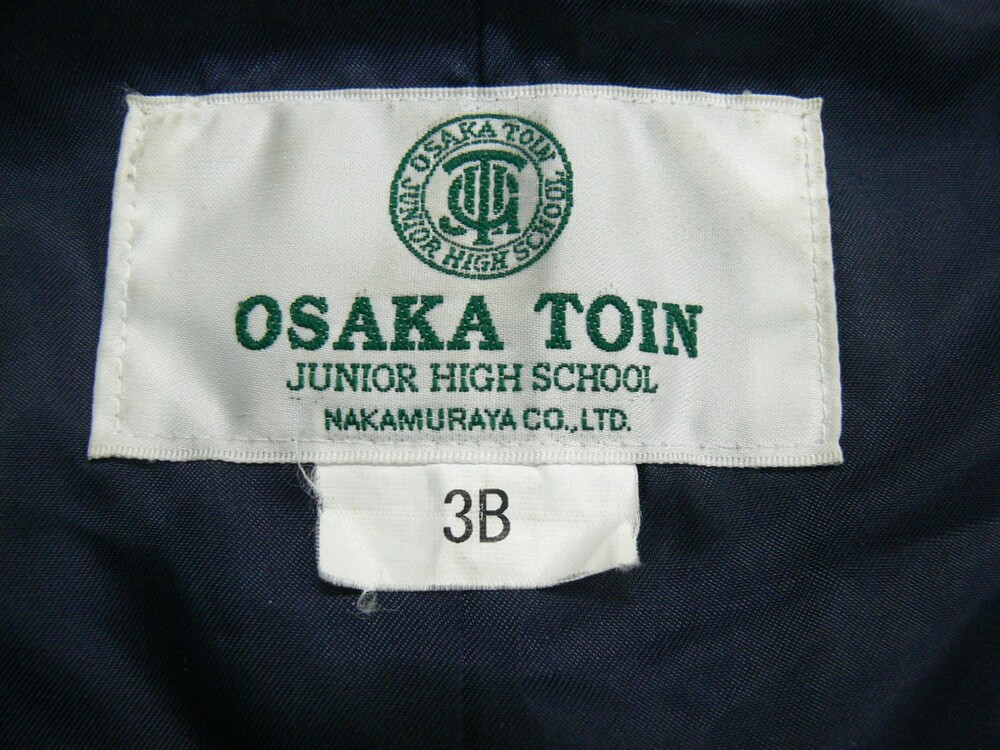 OSAKA TOIN
JUNIOR HIGH SCHOOL
OSAKA TOIN
JUNIOR HIGH SCHOOL
NAKAMURAYA CO.,LTD.
3B